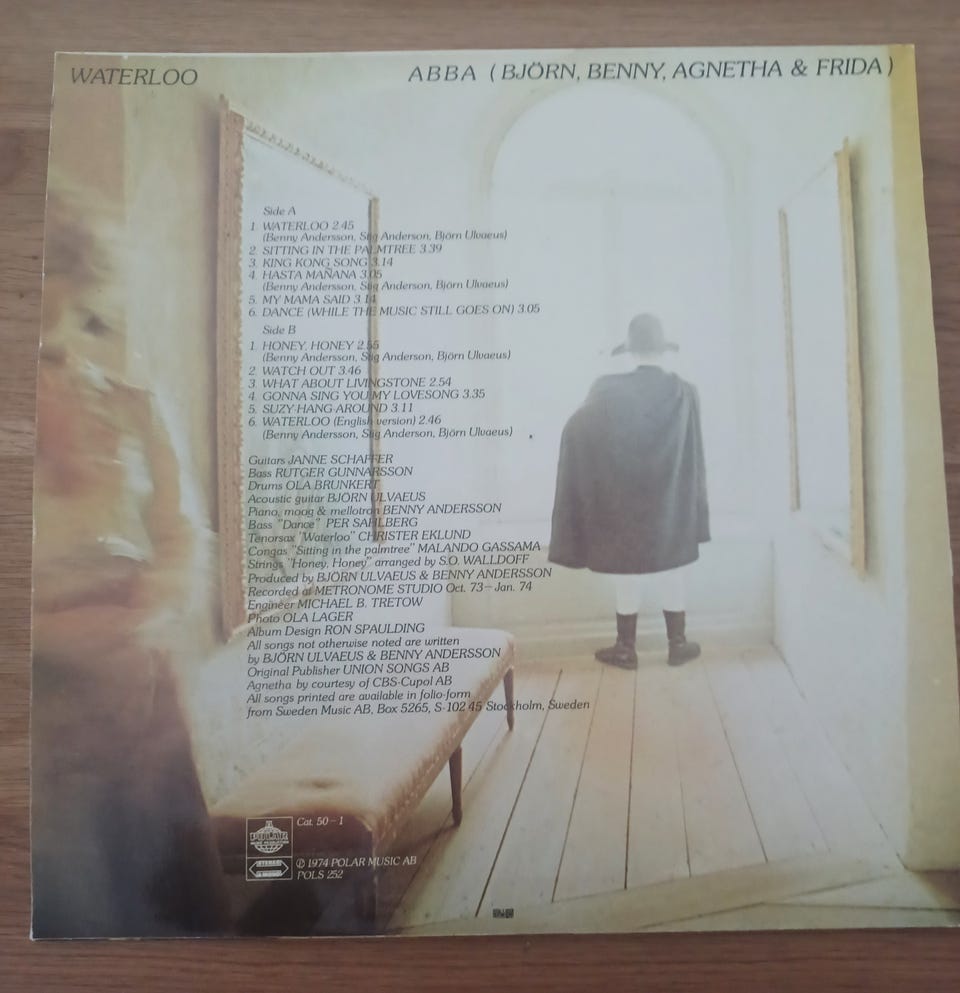 WATERLOO
ABBA (BJÖRN, BENNY, AGNETHA & FRIDA)
Side A
1. WATERLOO 2.45
(Benny Andersson, Stig Anderson, Björn Ulvaeus)
2. SITTING IN THE PALMTREE 3.39
3. KING KONG SONG 3.14
4. HASTA MAÑANA 3.05
(Benny Andersson, Stig Anderson, Björn Ulvaeus)
5. MY MAMA SAID 3.14
6. DANCE (WHILE THE MUSIC STILL GOES ON) 3.05
Side B
1. HONEY, HONEY 2.55
(Benny Andersson, Stig Anderson, Björn Ulvaeus)
2. WATCH OUT 3.46
3. WHAT ABOUT LIVINGSTONE 2.54
4. GONNA SING YOU MY LOVESONG 3.35
5. SUZY-HANG-AROUND 3.11
6. WATERLOO (English version) 2.46
(Benny Andersson, Stig Anderson, Björn Ulvaeus)
Guitars JANNE SCHAFFER
Bass RUTGER GUNNARSSON
Drums OLA BRUNKERT
Acoustic guitar BJÖRN ULVAEUS
Piano, moog & mellotron BENNY ANDERSSON
Bass "Dance" PER SAHLBERG
Tenorsax "Waterloo" CHRISTER EKLUND
Congas "Sitting in the palmtree" MALANDO GASSAMA
Strings "Honey, Honey" arranged by S.O. WALLDOFF
Produced by BJÖRN ULVAEUS & BENNY ANDERSSON
Recorded at METRONOME STUDIO Oct. 73 – Jan. 74
Engineer MICHAEL B. TRETOW
Photo OLA LAGER
Album Design RON SPAULDING
All songs not otherwise noted are written
by BJÖRN ULVAEUS & BENNY ANDERSSON
Original Publisher UNION SONGS AB
Agnetha by courtesy of CBS-Cupol AB
All songs printed are available in folio-form
from Sweden Music AB, Box 5265, S-102 45 Stockholm, Sweden
Cat. 50 – 1
POLAR
STEREO
℗ 1974 POLAR MUSIC AB
POLS 252